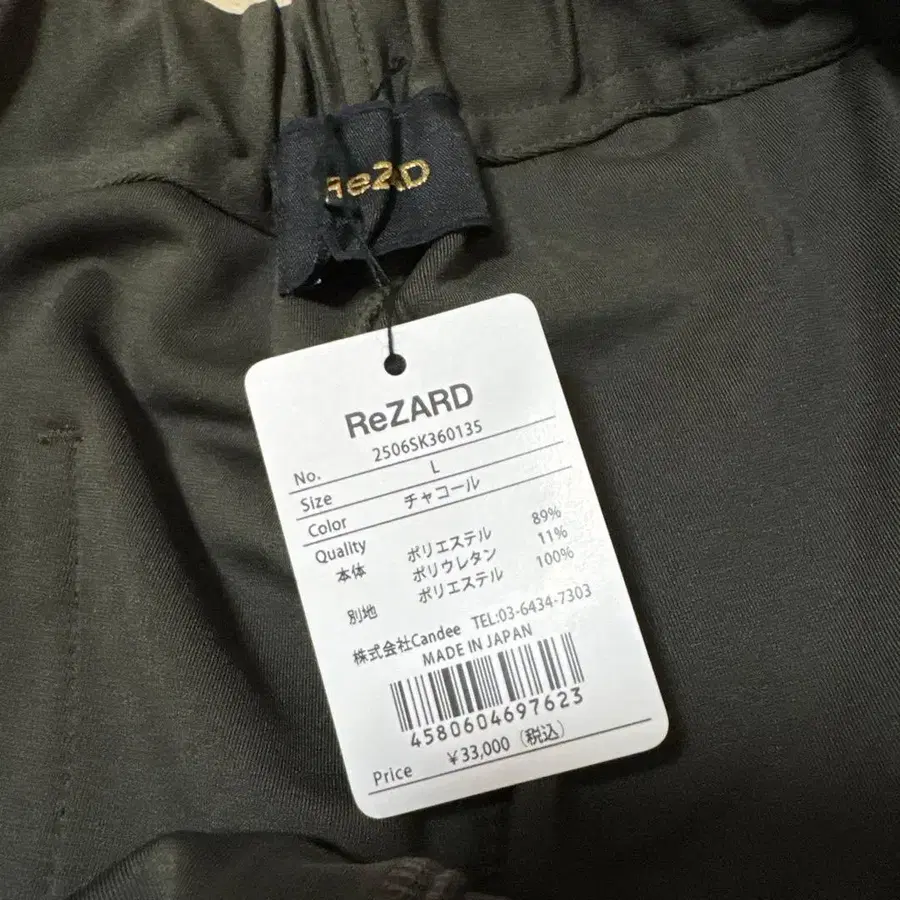 ReZARD
ReZARD
No. 2506SK360135
Size L
Color チャコール
Quality
本体 ポリエステル 89%
ポリウレタン 11%
別地 ポリエステル 100%
株式会社Candee TEL:03-6434-7303
MADE IN JAPAN
4580604697623
Price ¥33,000（税込）